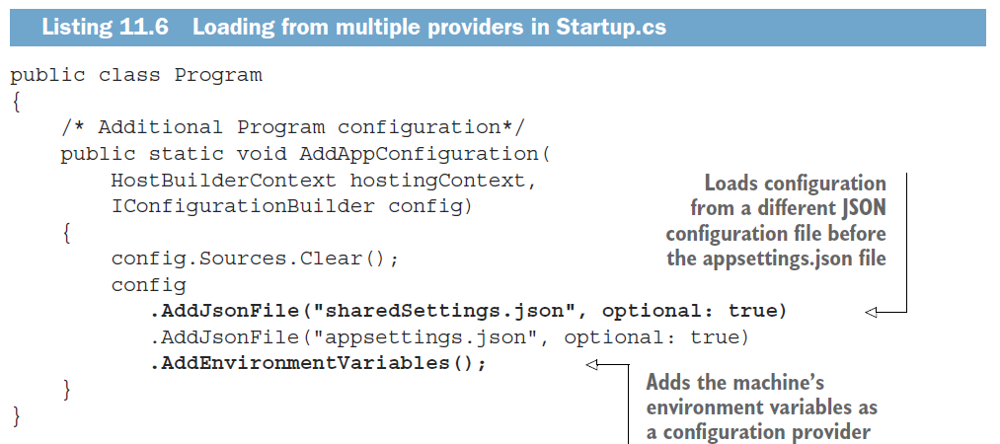 Listing 11.6 Loading from multiple providers in Startup.cs
public class Program
{
/* Additional Program configuration*/
public static void AddAppConfiguration(
HostBuilderContext hostingContext,
IConfigurationBuilder config)
{
config.Sources.Clear();
config
.AddJsonFile("sharedSettings.json", optional: true)
.AddJsonFile("appsettings.json", optional: true)
.AddEnvironmentVariables();
}
}
Loads configuration
from a different JSON
configuration file before
the appsettings.json file
Adds the machine’s
environment variables as
a configuration provider